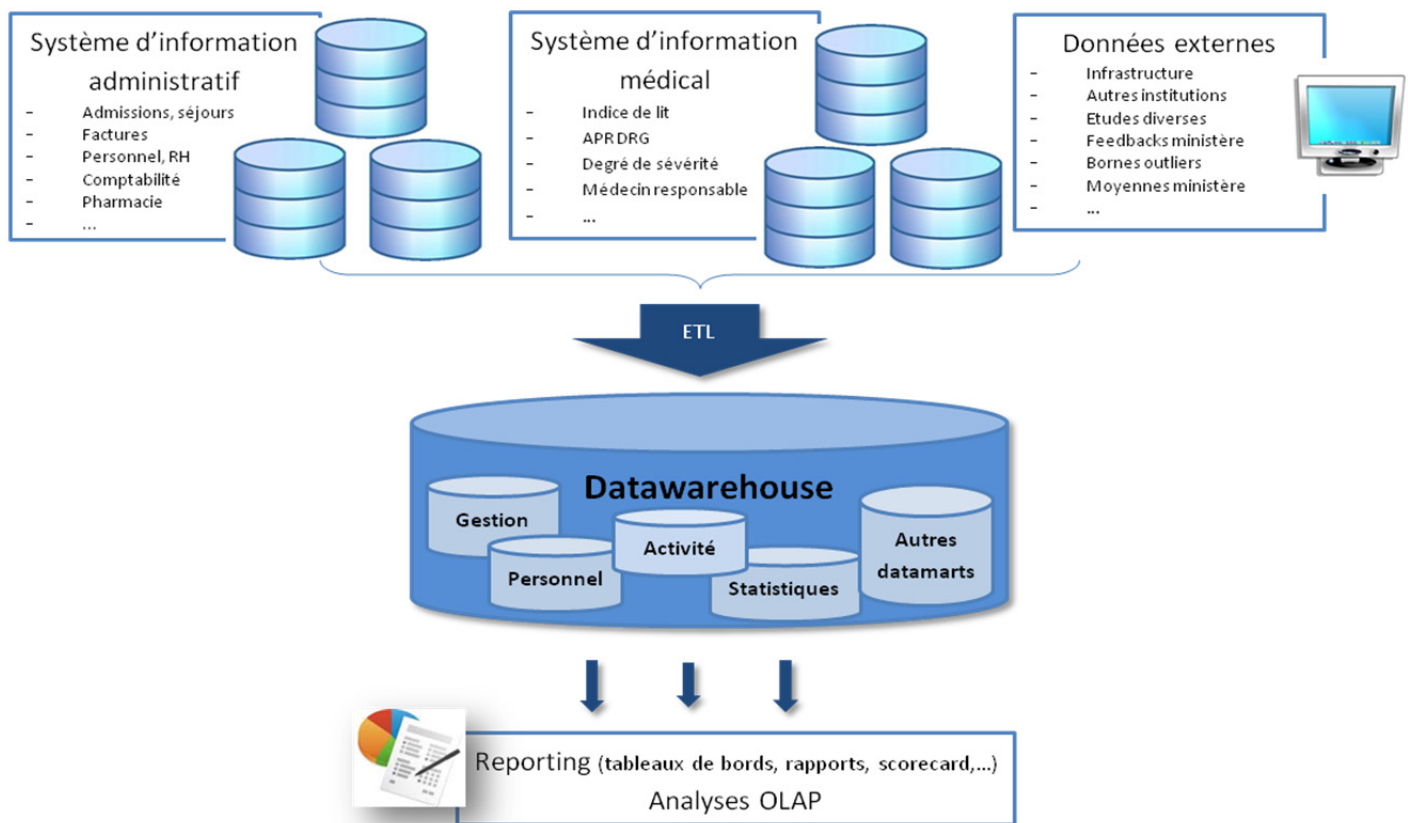 Système d'information
administratif
- Admissions, séjours
- Factures
- Personnel, RH
- Comptabilité
- Pharmacie
- ...
Système d'information
médical
- Indice de lit
- APR DRG
- Degré de sévérité
- Médecin responsable
- ...
Données externes
- Infrastructure
- Autres institutions
- Etudes diverses
- Feedbacks ministère
- Bornes outliers
- Moyennes ministère
- ...
ETL
Datawarehouse
Gestion
Personnel
Activité
Statistiques
Autres
datamarts
Reporting (tableaux de bords, rapports, scorecard,...)
Analyses OLAP